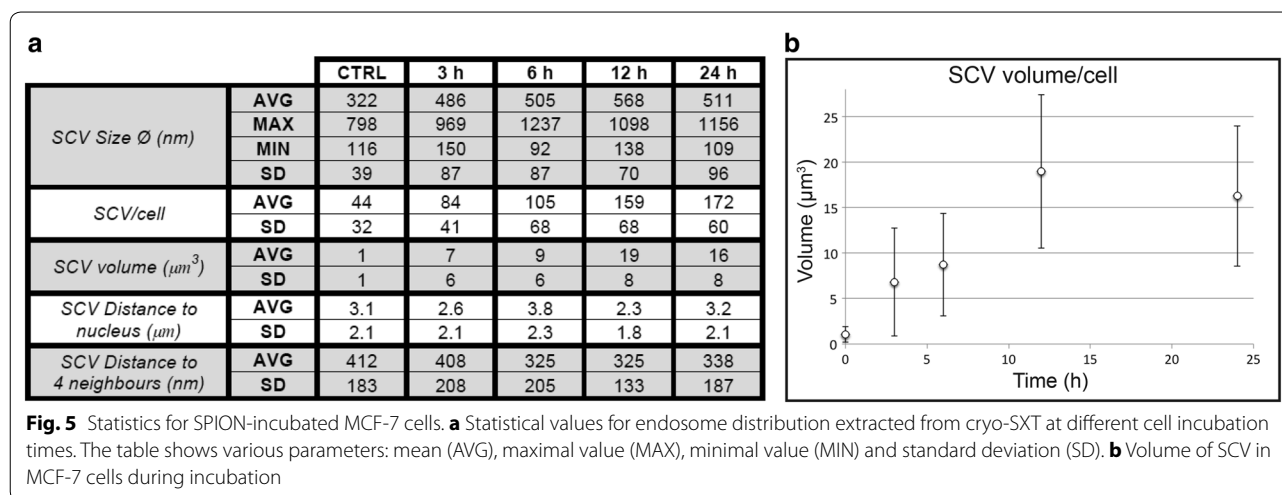 a
CTRL 3 h 6 h 12 h 24 h
SCV Size Ø (nm) AVG 322 486 505 568 511
MAX 798 969 1237 1098 1156
MIN 116 150 92 138 109
SD 39 87 87 70 96
SCV/cell AVG 44 84 105 159 172
SD 32 41 68 68 60
SCV volume (µm³) AVG 1 7 9 19 16
SD 1 6 6 8 8
SCV Distance to nucleus (µm) AVG 3.1 2.6 3.8 2.3 3.2
SD 2.1 2.1 2.3 1.8 2.1
SCV Distance to 4 neighbours (nm) AVG 412 408 325 325 338
SD 183 208 205 133 187
b
SCV volume/cell
Volume (µm³)
25
20
15
10
5
0
0 5 10 15 20 25
Time (h)
Fig. 5 Statistics for SPION-incubated MCF-7 cells. a Statistical values for endosome distribution extracted from cryo-SXT at different cell incubation
times. The table shows various parameters: mean (AVG), maximal value (MAX), minimal value (MIN) and standard deviation (SD). b Volume of SCV in
MCF-7 cells during incubation